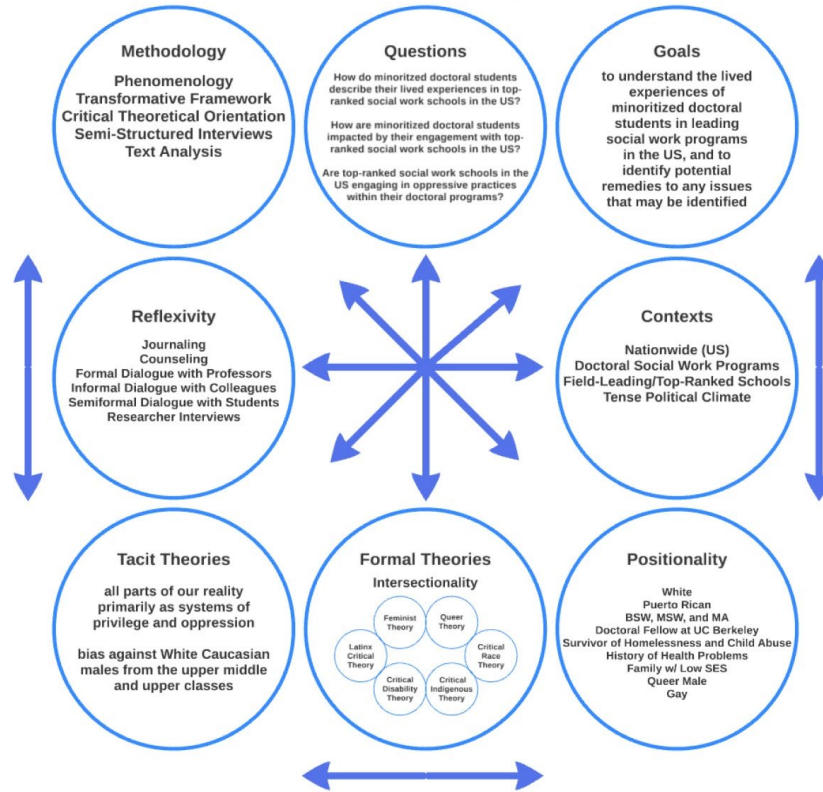 Methodology
Phenomenology
Transformative Framework
Critical Theoretical Orientation
Semi-Structured Interviews
Text Analysis
Questions
How do minoritized doctoral students
describe their lived experiences in top-
ranked social work schools in the US?
How are minoritized doctoral students
impacted by their engagement with top-
ranked social work schools in the US?
Are top-ranked social work schools in the
US engaging in oppressive practices
within their doctoral programs?
Goals
to understand the lived
experiences of
minoritized doctoral
students in leading
social work programs
in the US, and to
identify potential
remedies to any issues
that may be identified
Reflexivity
Journaling
Counseling
Formal Dialogue with Professors
Informal Dialogue with Colleagues
Semiformal Dialogue with Students
Researcher Interviews
Contexts
Nationwide (US)
Doctoral Social Work Programs
Field-Leading/Top-Ranked Schools
Tense Political Climate
Tacit Theories
all parts of our reality
primarily as systems of
privilege and oppression
bias against White Caucasian
males from the upper middle
and upper classes
Formal Theories
Intersectionality
Feminist
Theory
Queer
Theory
Latinx
Critical
Theory
Critical
Race
Theory
Critical
Disability
Theory
Critical
Indigenous
Theory
Positionality
White
Puerto Rican
BSW, MSW, and MA
Doctoral Fellow at UC Berkeley
Survivor of Homelessness and Child Abuse
History of Health Problems
Family w/ Low SES
Queer Male
Gay